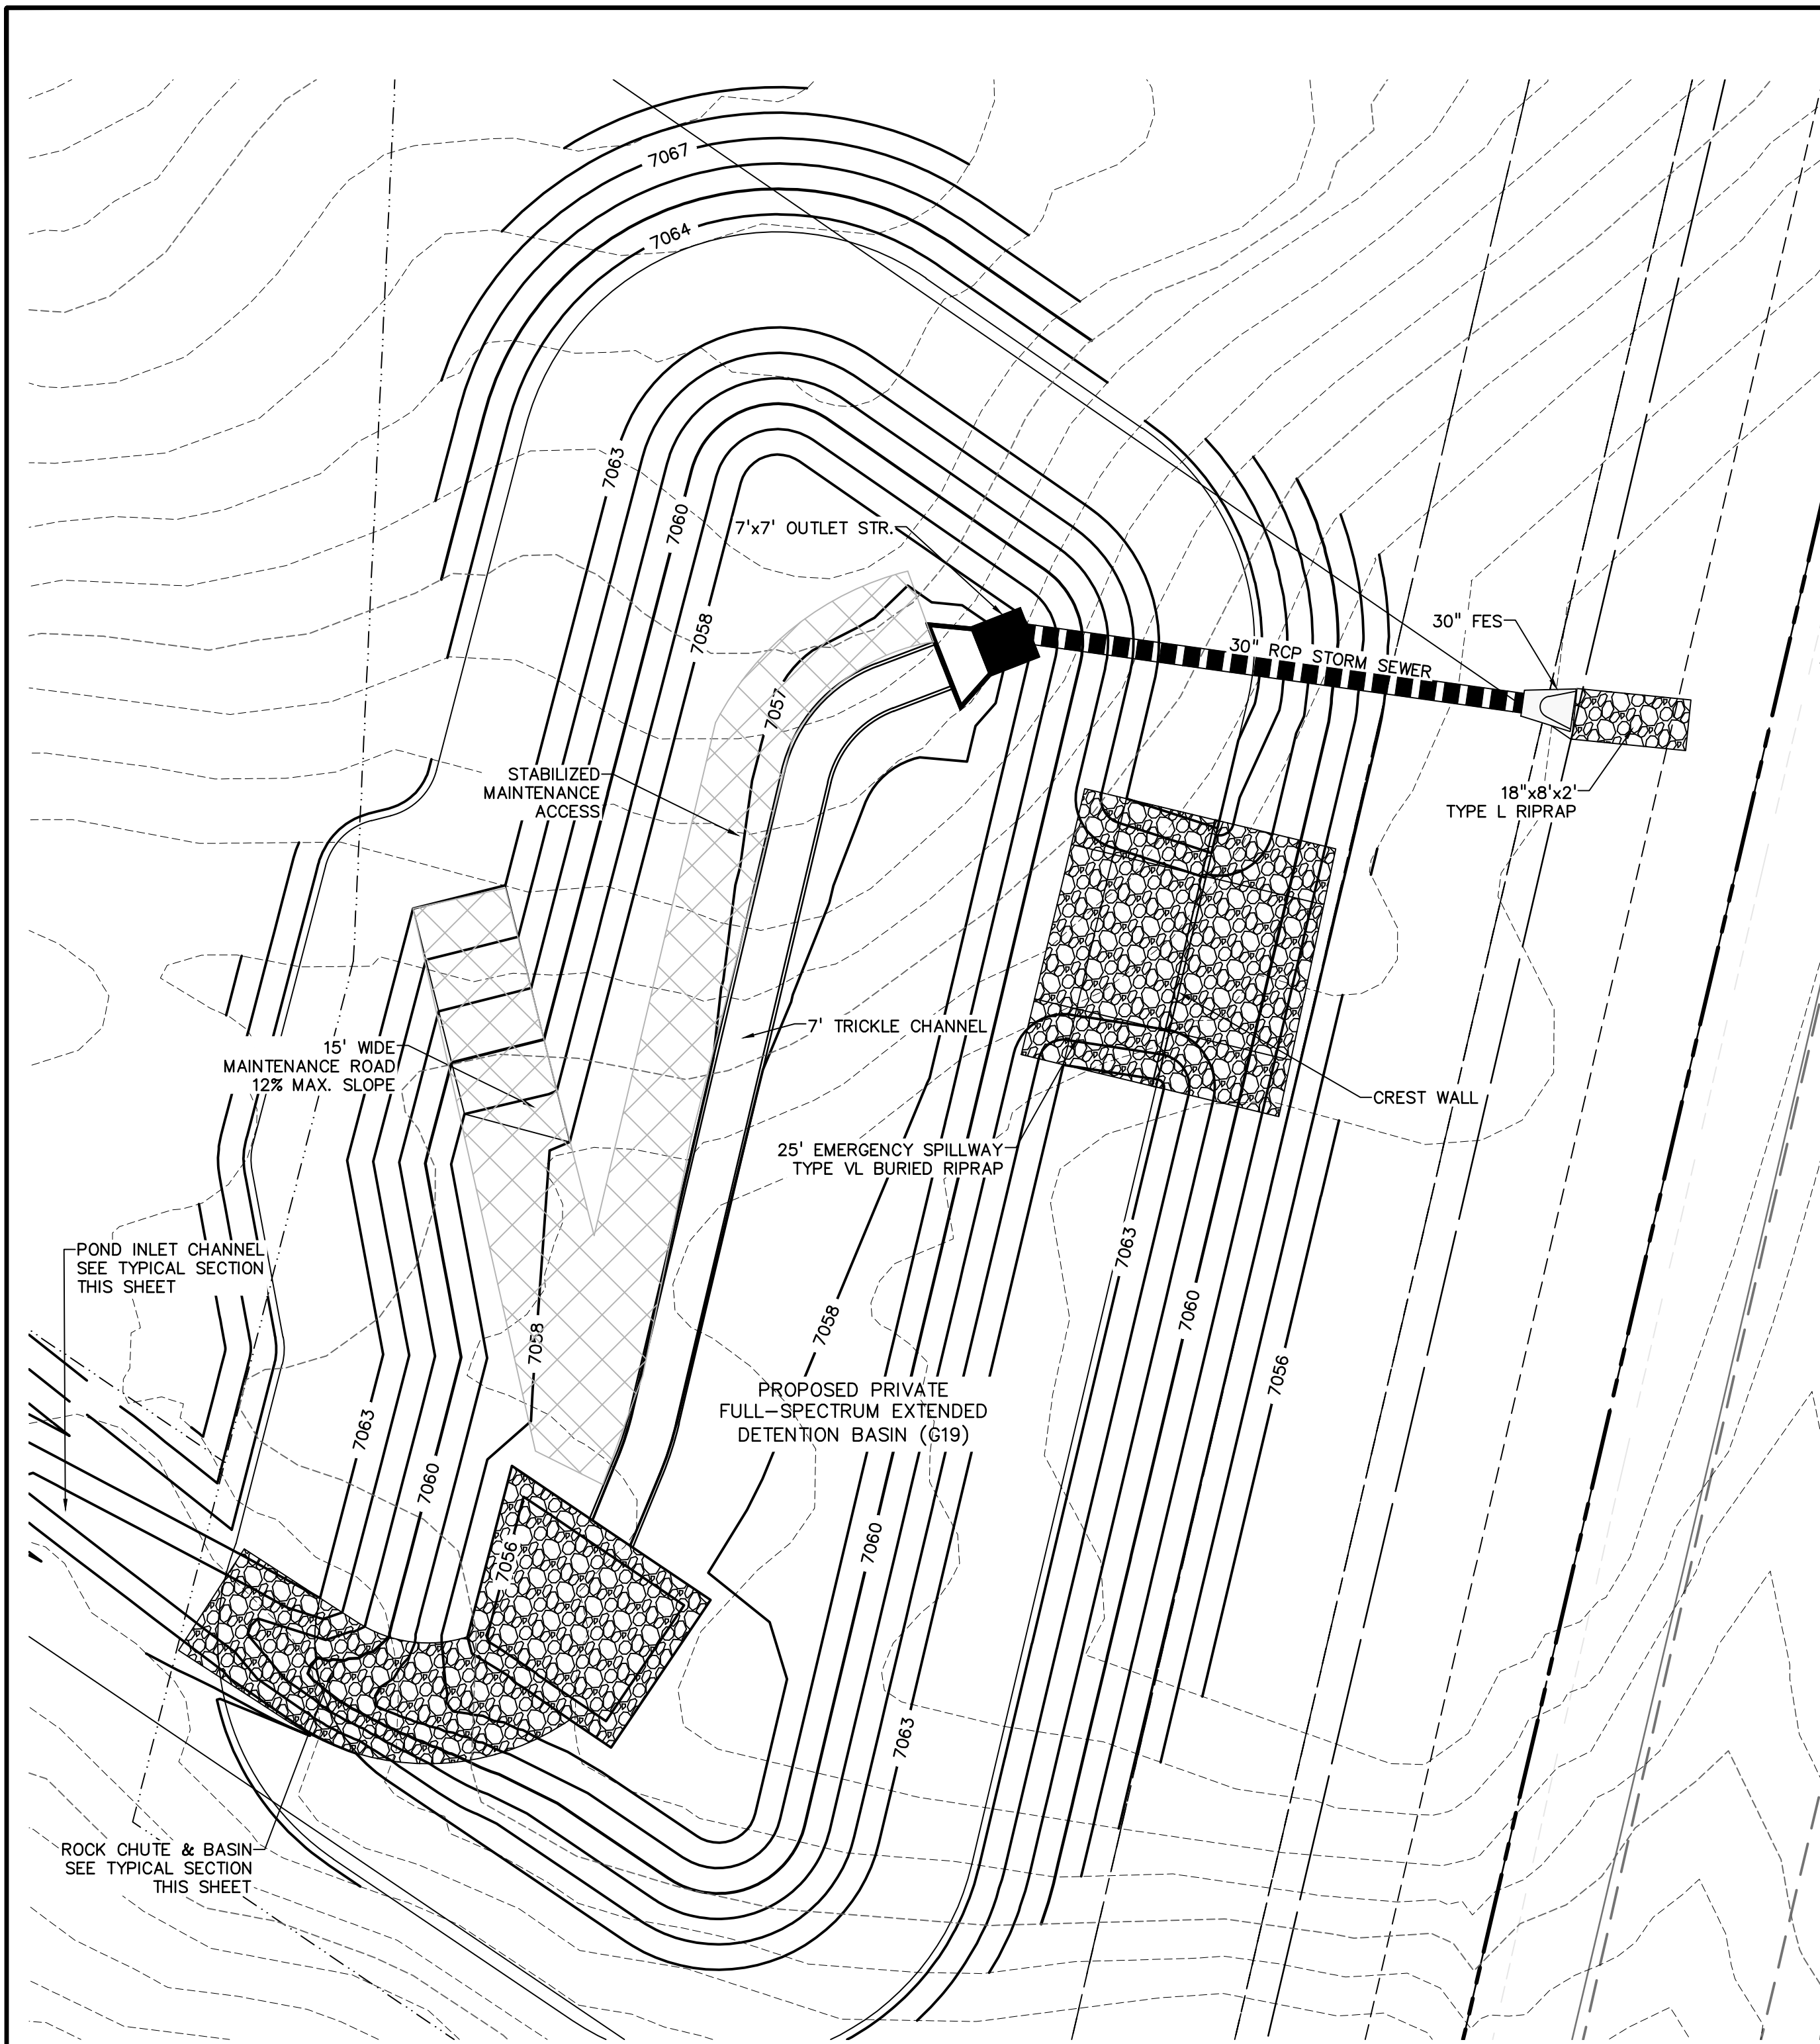 7067
7064
7063
7060
7'x7' OUTLET STR.
7058
30" FES
30" RCP STORM SEWER
7057
STABILIZED
MAINTENANCE
ACCESS
18"x8'x2'
TYPE L RIPRAP
7' TRICKLE CHANNEL
15' WIDE
MAINTENANCE ROAD
12% MAX. SLOPE
CREST WALL
25' EMERGENCY SPILLWAY
TYPE VL BURIED RIPRAP
POND INLET CHANNEL
SEE TYPICAL SECTION
THIS SHEET
7063
7060
7058
7058
7056
PROPOSED PRIVATE
FULL-SPECTRUM EXTENDED
DETENTION BASIN (G19)
7063
7060
7056
7060
7063
ROCK CHUTE & BASIN
SEE TYPICAL SECTION
THIS SHEET